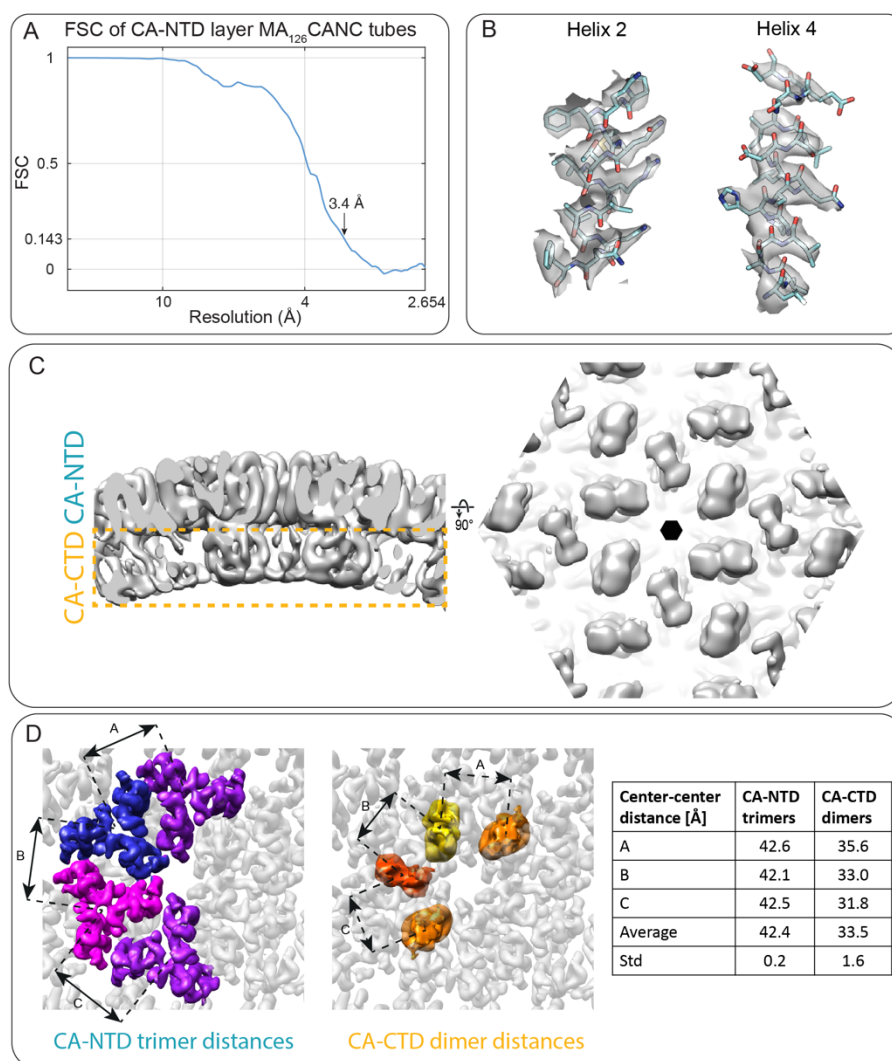 A
FSC of CA-NTD layer MA126CANC tubes
1
0.5
0.143
0
FSC
3.4 Å
10
4
2.654
Resolution (Å)
B
Helix 2
Helix 4
C
CA-CTD CA-NTD
90°
D
A
B
C
CA-NTD trimer distances
A
B
C
CA-CTD dimer distances
Center-center distance [Å] CA-NTD trimers CA-CTD dimers
A 42.6 35.6
B 42.1 33.0
C 42.5 31.8
Average 42.4 33.5
Std 0.2 1.6